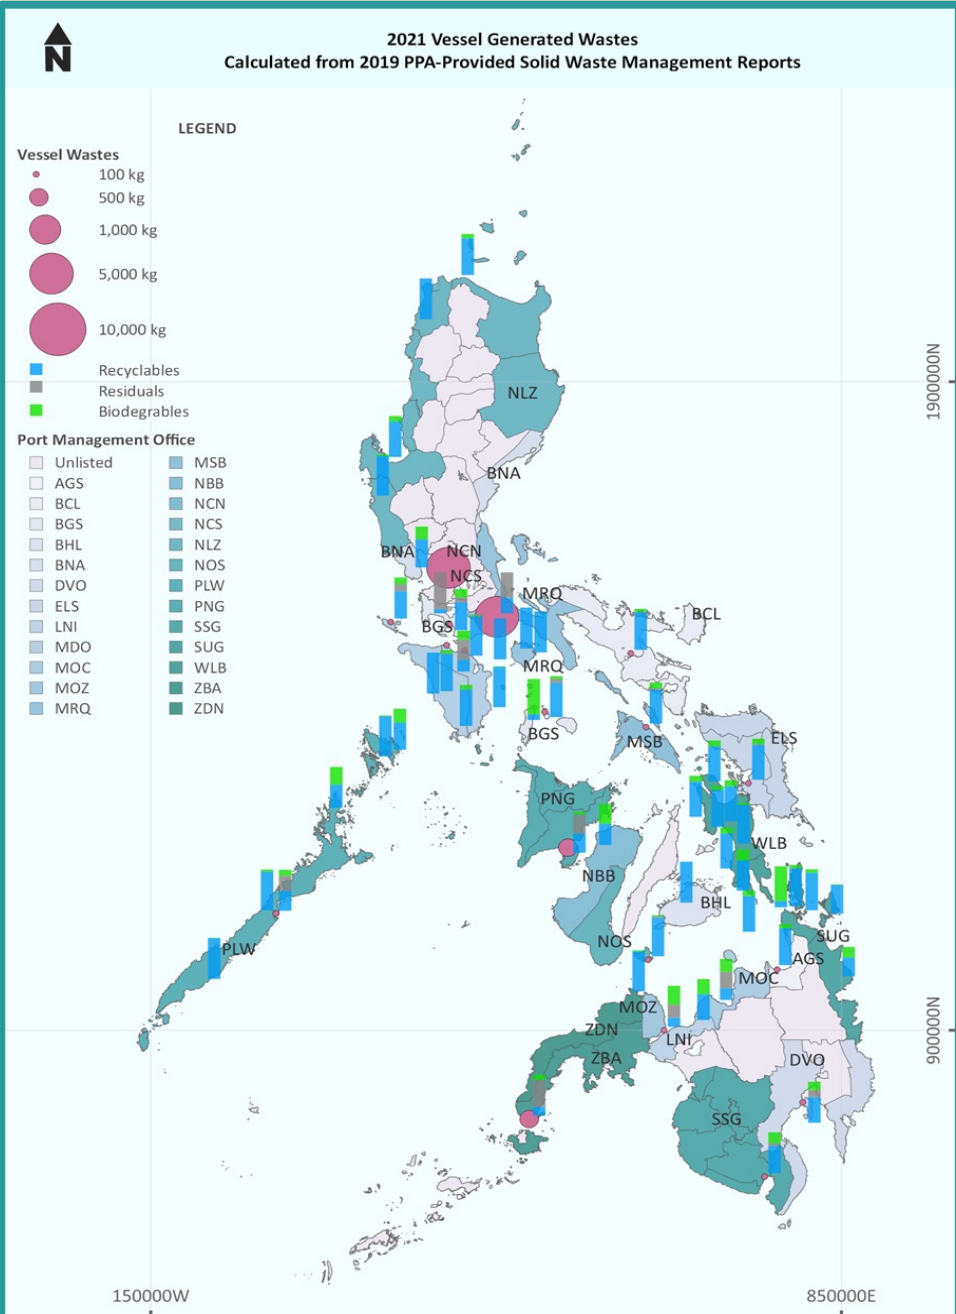 2021 Vessel Generated Wastes
Calculated from 2019 PPA-Provided Solid Waste Management Reports
N
LEGEND
Vessel Wastes
100 kg
500 kg
1,000 kg
5,000 kg
10,000 kg
Recyclables
Residuals
Biodegrables
Port Management Office
Unlisted
AGS
BCL
BGS
BHL
BNA
DVO
ELS
LNI
MDO
MOC
MOZ
MRQ
MSB
NBB
NCN
NCS
NLZ
NOS
PLW
PNG
SSG
SUG
WLB
ZBA
ZDN
NLZ
BNA
BNA
NCN
NCS
MRQ
BCL
BGS
MRQ
BGS
MSB
ELS
PNG
WLB
NBB
BHL
NOS
SUG
PLW
AGS
MOC
MOZ
ZDN
LNI
ZBA
DVO
SSG
1900000N
900000N
150000W
850000E